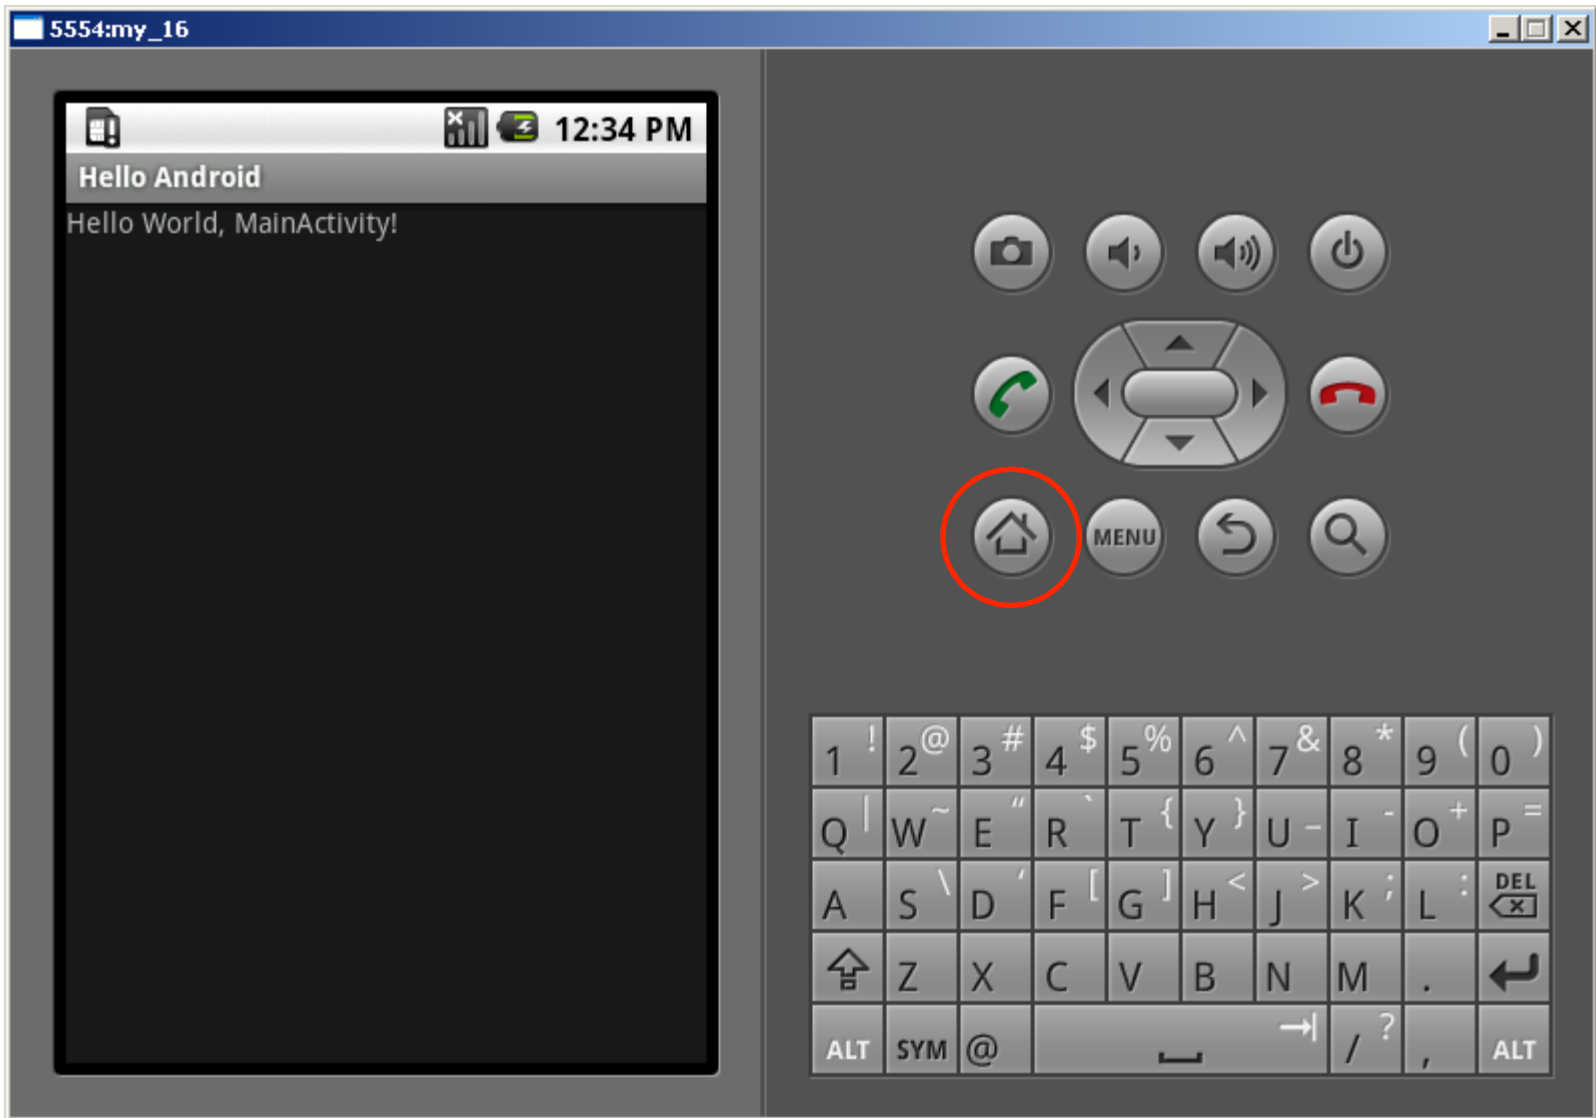 5554:my_16
12:34 PM
Hello Android
Hello World, MainActivity!
MENU
1 ! 2 @ 3 # 4 $ 5 % 6 ^ 7 & 8 * 9 ( 0 )
Q | W ~ E " R ` T { Y } U _ I - O + P =
A S \ D ' F [ G ] H < J > K ; L : DEL
Z X C V B N M .
ALT SYM @ / ? , ALT